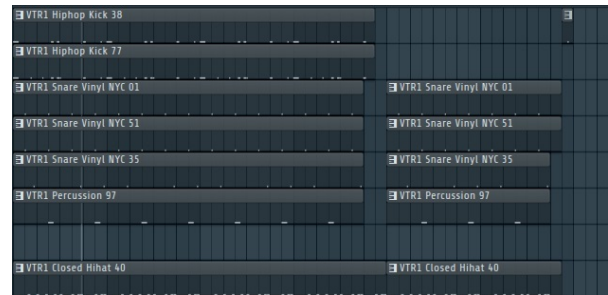 VTR1 Hiphop Kick 38
VTR1 Hiphop Kick 77
VTR1 Snare Vinyl NYC 01 VTR1 Snare Vinyl NYC 01
VTR1 Snare Vinyl NYC 51 VTR1 Snare Vinyl NYC 51
VTR1 Snare Vinyl NYC 35 VTR1 Snare Vinyl NYC 35
VTR1 Percussion 97 VTR1 Percussion 97
VTR1 Closed Hihat 40 VTR1 Closed Hihat 40